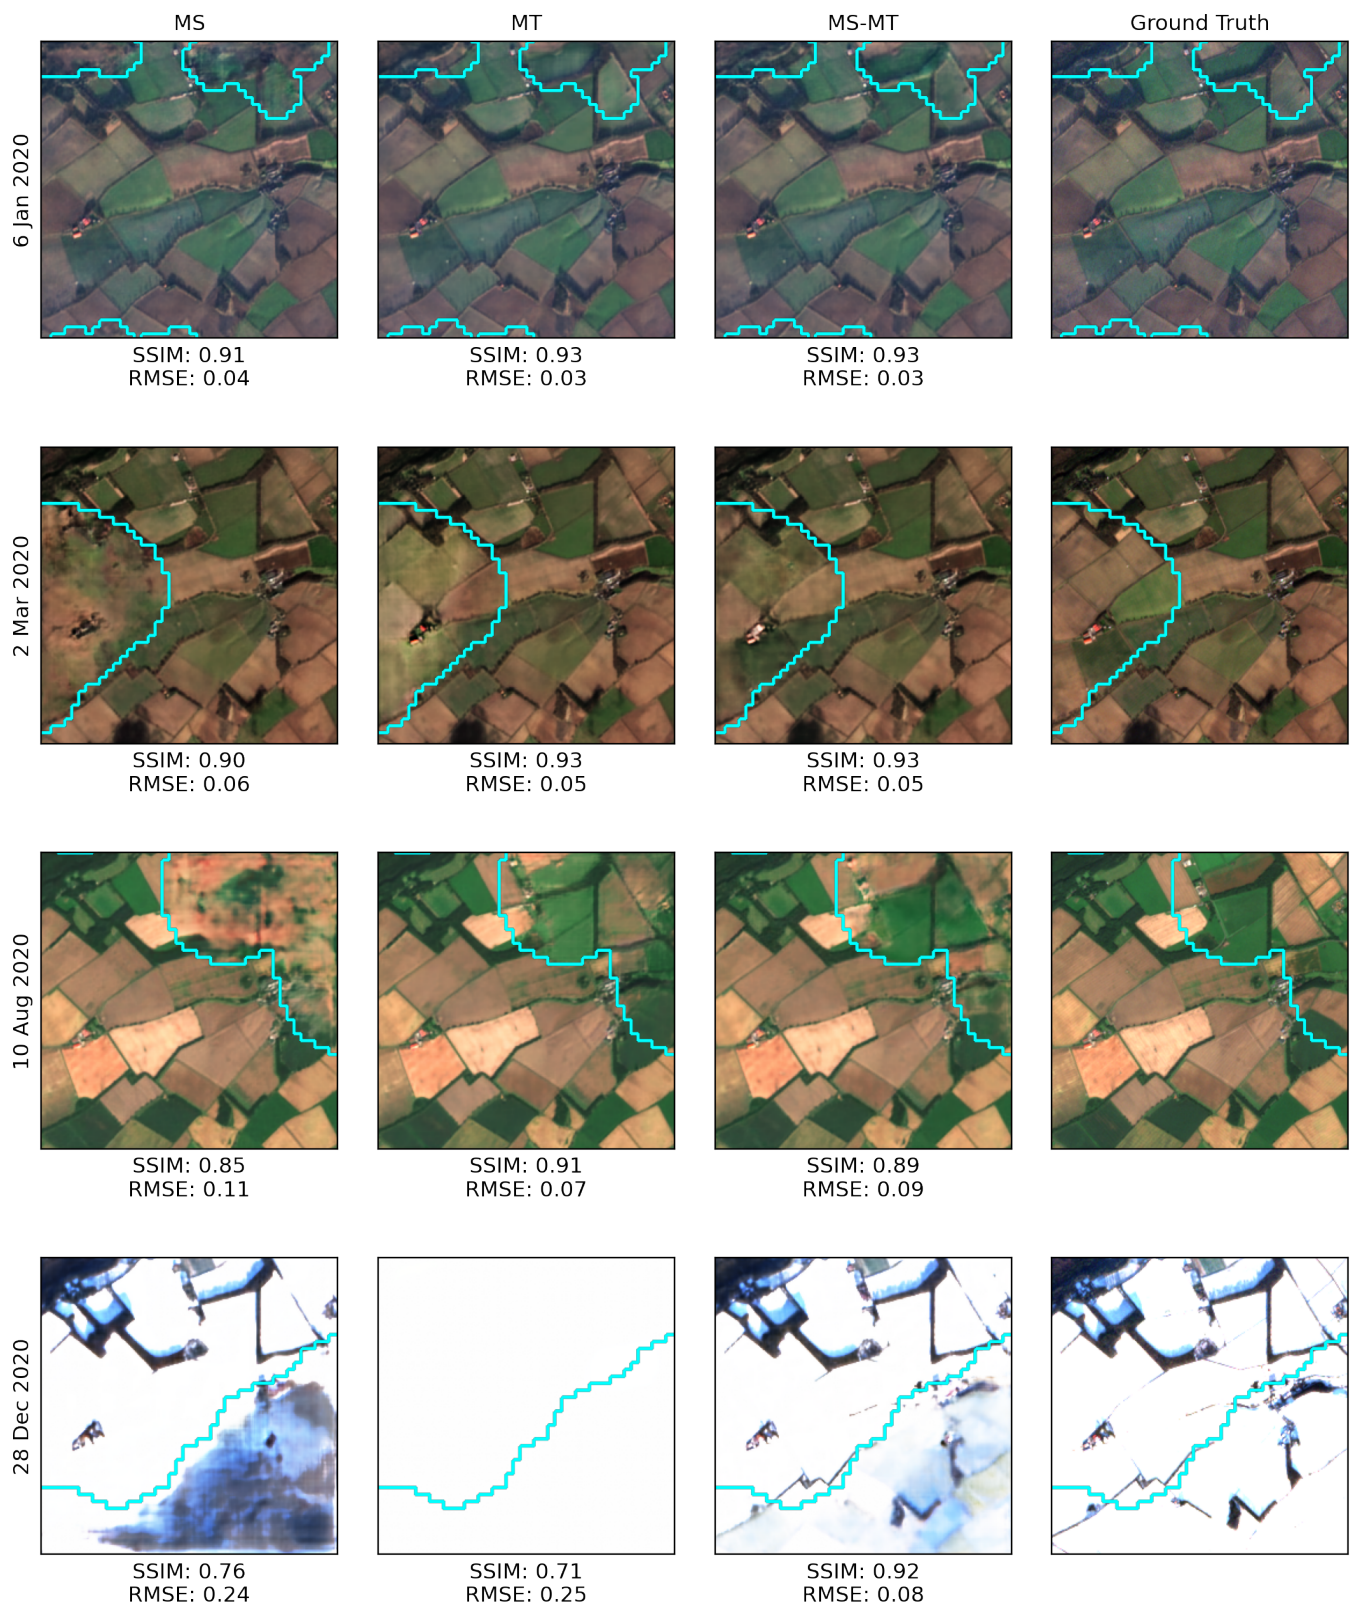 MS MT MS-MT Ground Truth
6 Jan 2020
SSIM: 0.91 SSIM: 0.93 SSIM: 0.93
RMSE: 0.04 RMSE: 0.03 RMSE: 0.03
2 Mar 2020
SSIM: 0.90 SSIM: 0.93 SSIM: 0.93
RMSE: 0.06 RMSE: 0.05 RMSE: 0.05
10 Aug 2020
SSIM: 0.85 SSIM: 0.91 SSIM: 0.89
RMSE: 0.11 RMSE: 0.07 RMSE: 0.09
28 Dec 2020
SSIM: 0.76 SSIM: 0.71 SSIM: 0.92
RMSE: 0.24 RMSE: 0.25 RMSE: 0.08